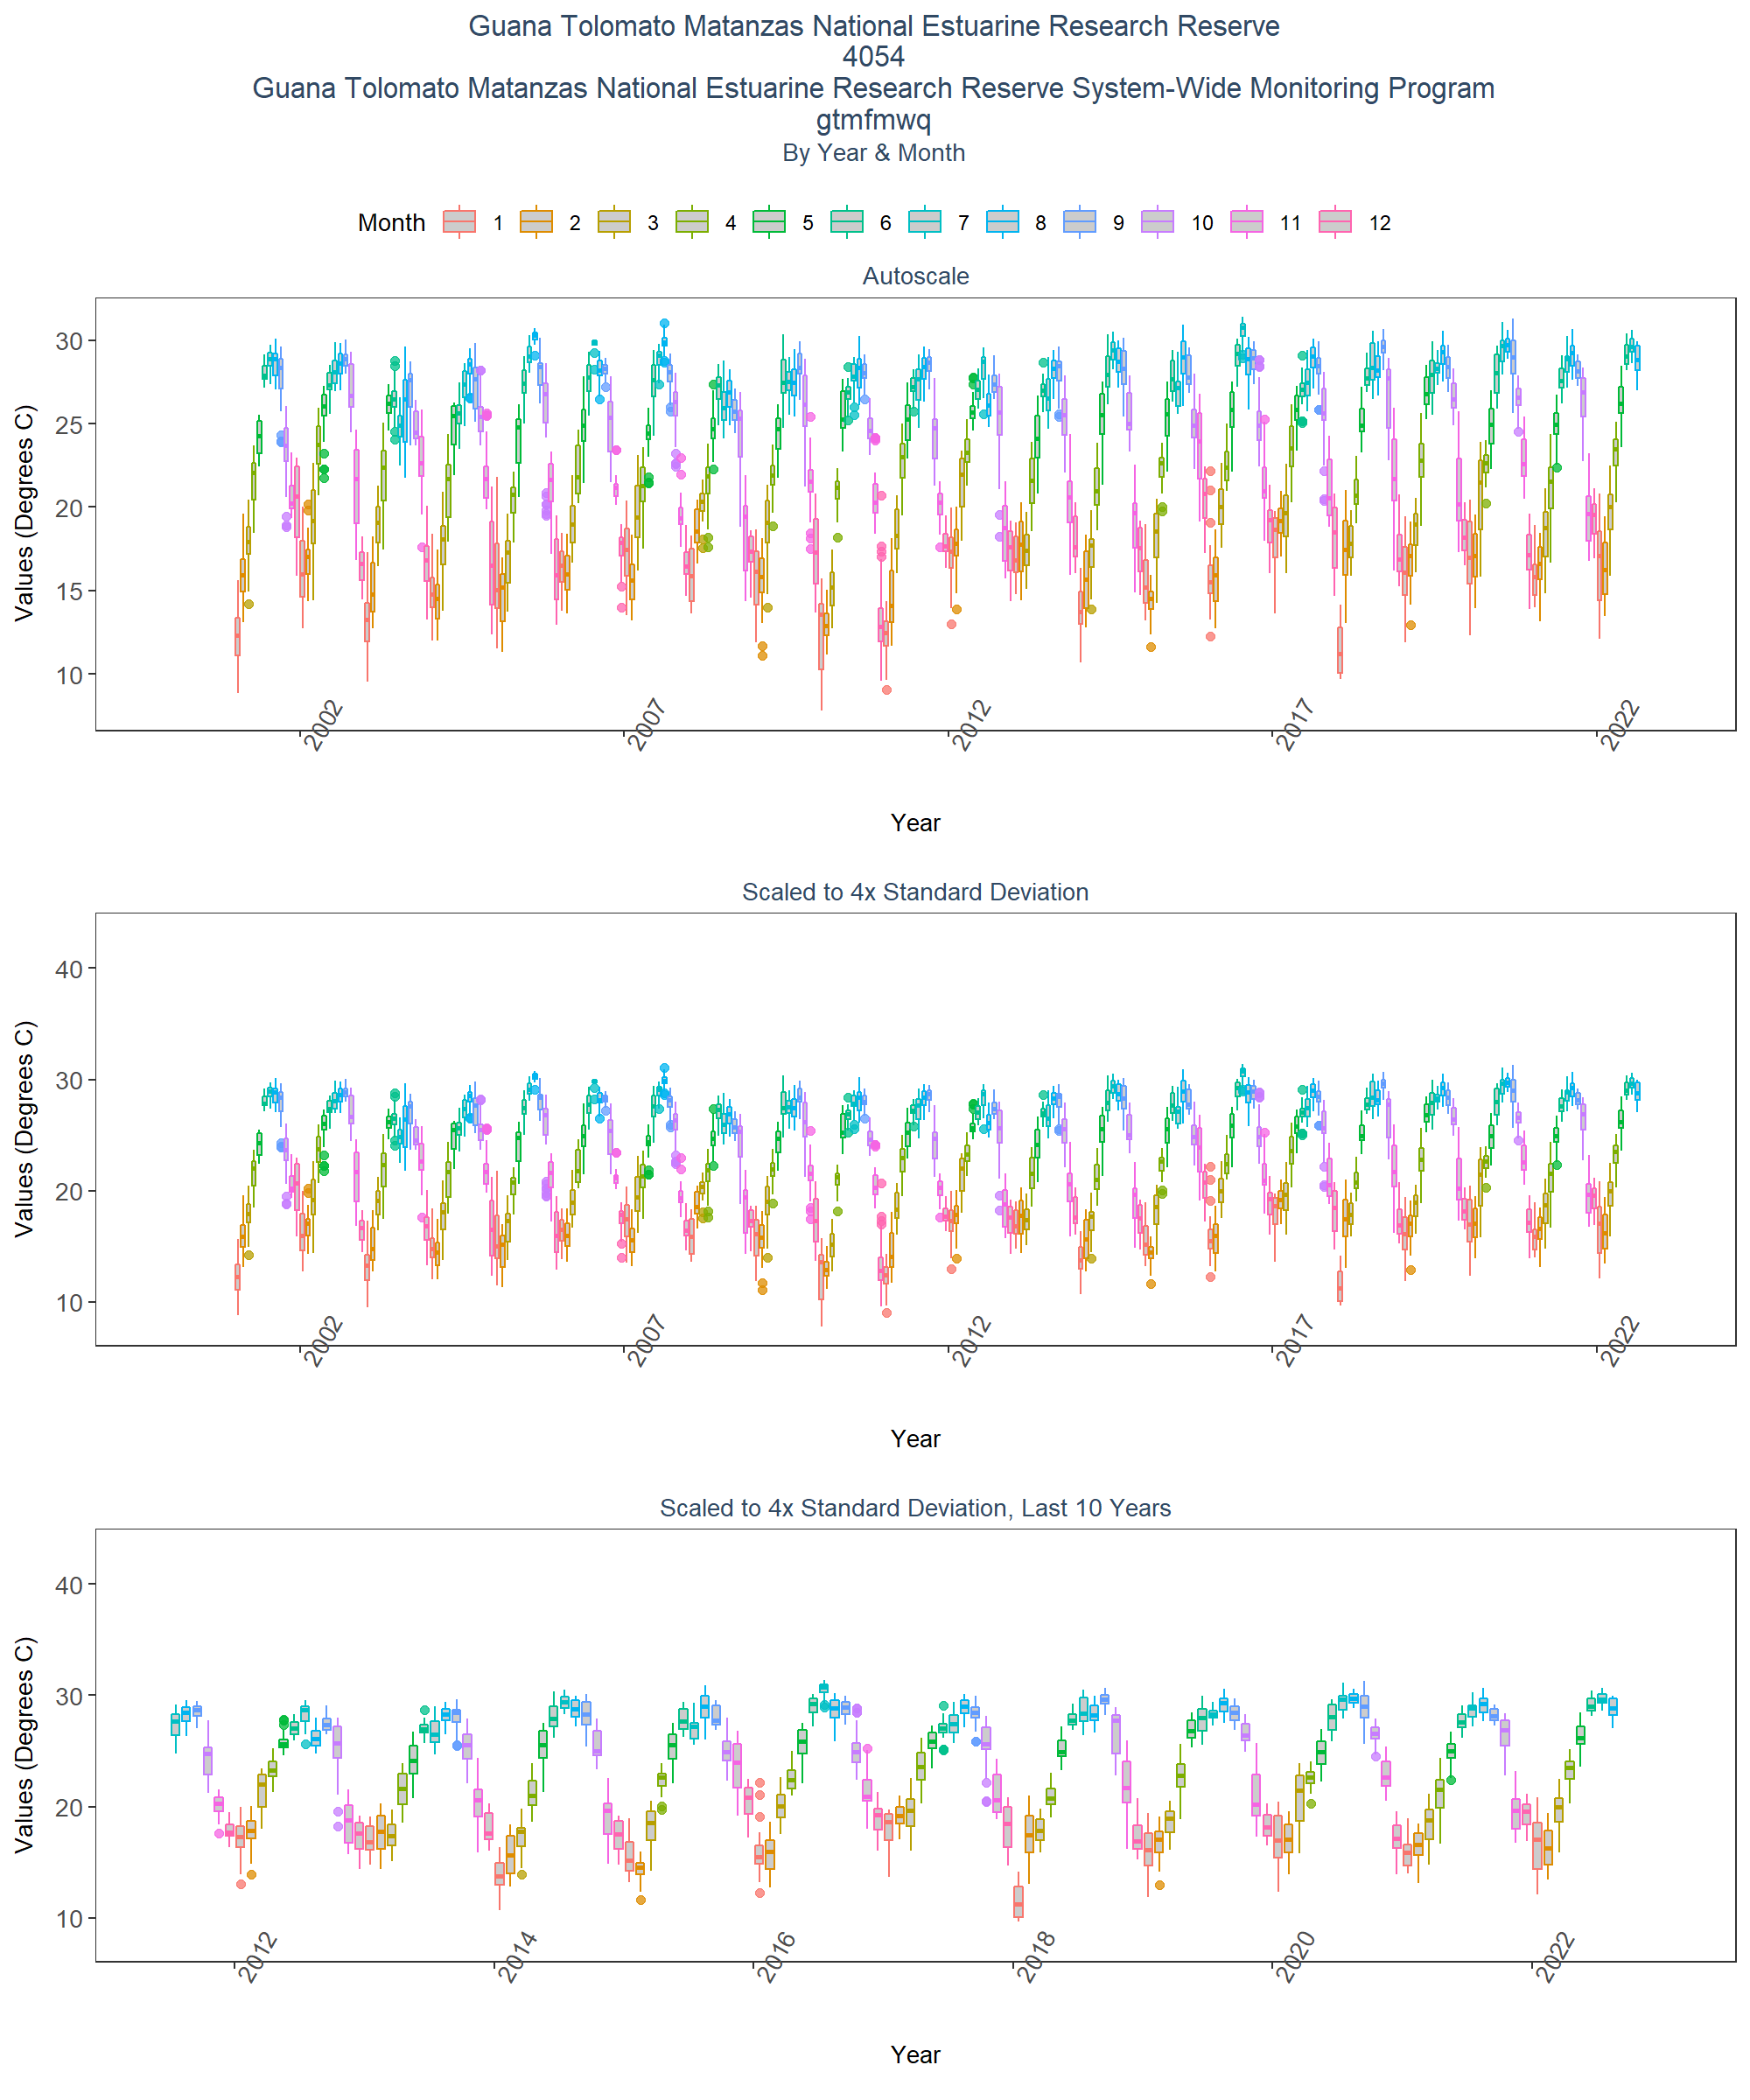 Guana Tolomato Matanzas National Estuarine Research Reserve
4054
Guana Tolomato Matanzas National Estuarine Research Reserve System-Wide Monitoring Program
gtmfmwq
By Year & Month
Month 1 2 3 4 5 6 7 8 9 10 11 12
Autoscale
Values (Degrees C)
30
25
20
15
10
2002 2007 2012 2017 2022
Year
Scaled to 4x Standard Deviation
Values (Degrees C)
40
30
20
10
2002 2007 2012 2017 2022
Year
Scaled to 4x Standard Deviation, Last 10 Years
Values (Degrees C)
40
30
20
10
2012 2014 2016 2018 2020 2022
Year